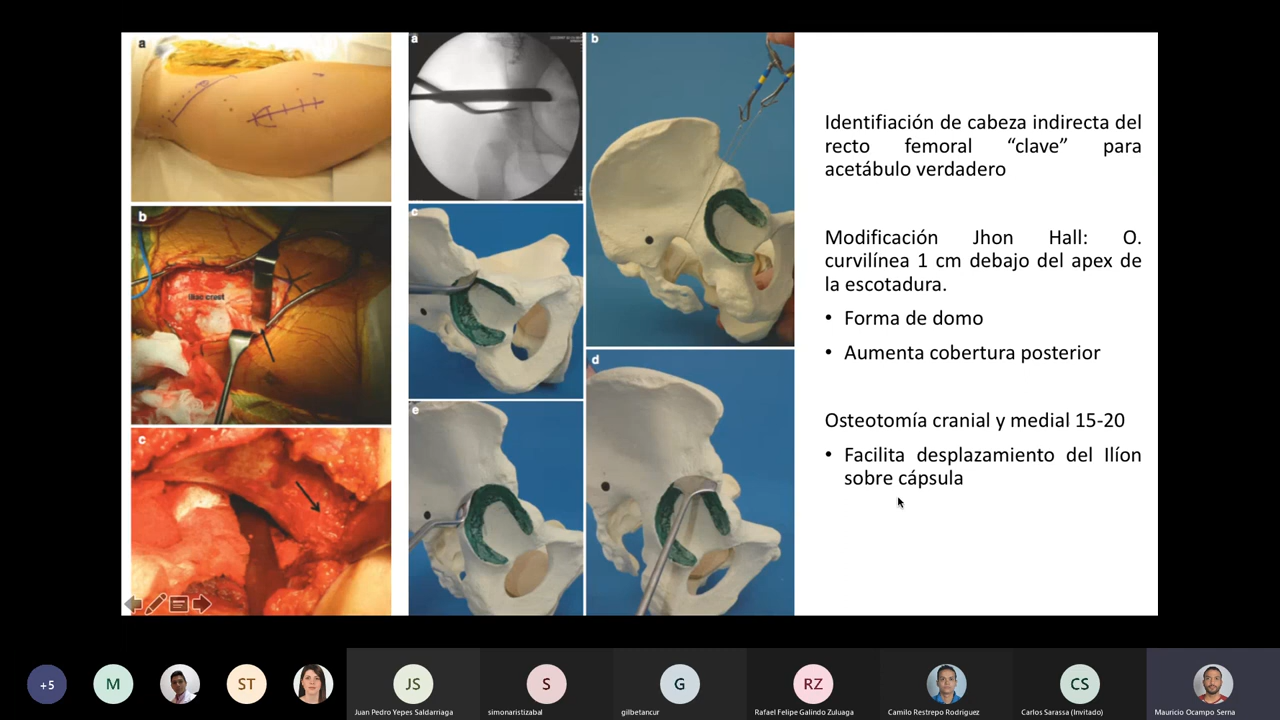 a
a
b
Identifiación de cabeza indirecta del
recto femoral “clave” para
acetábulo verdadero
b
iliac crest
c
Modificación Jhon Hall: O.
curvilínea 1 cm debajo del apex de
la escotadura.
• Forma de domo
• Aumenta cobertura posterior
d
e
c
Osteotomía cranial y medial 15-20
• Facilita desplazamiento del Ilíon
sobre cápsula
+5
M
ST
JS
S
G
RZ
CS
Juan Pedro Yepes Saldarriaga
simonaristizabal
gilbetancur
Rafael Felipe Galindo Zuluaga
Camilo Restrepo Rodriguez
Carlos Sarassa (Invitado)
Mauricio Ocampo Serna